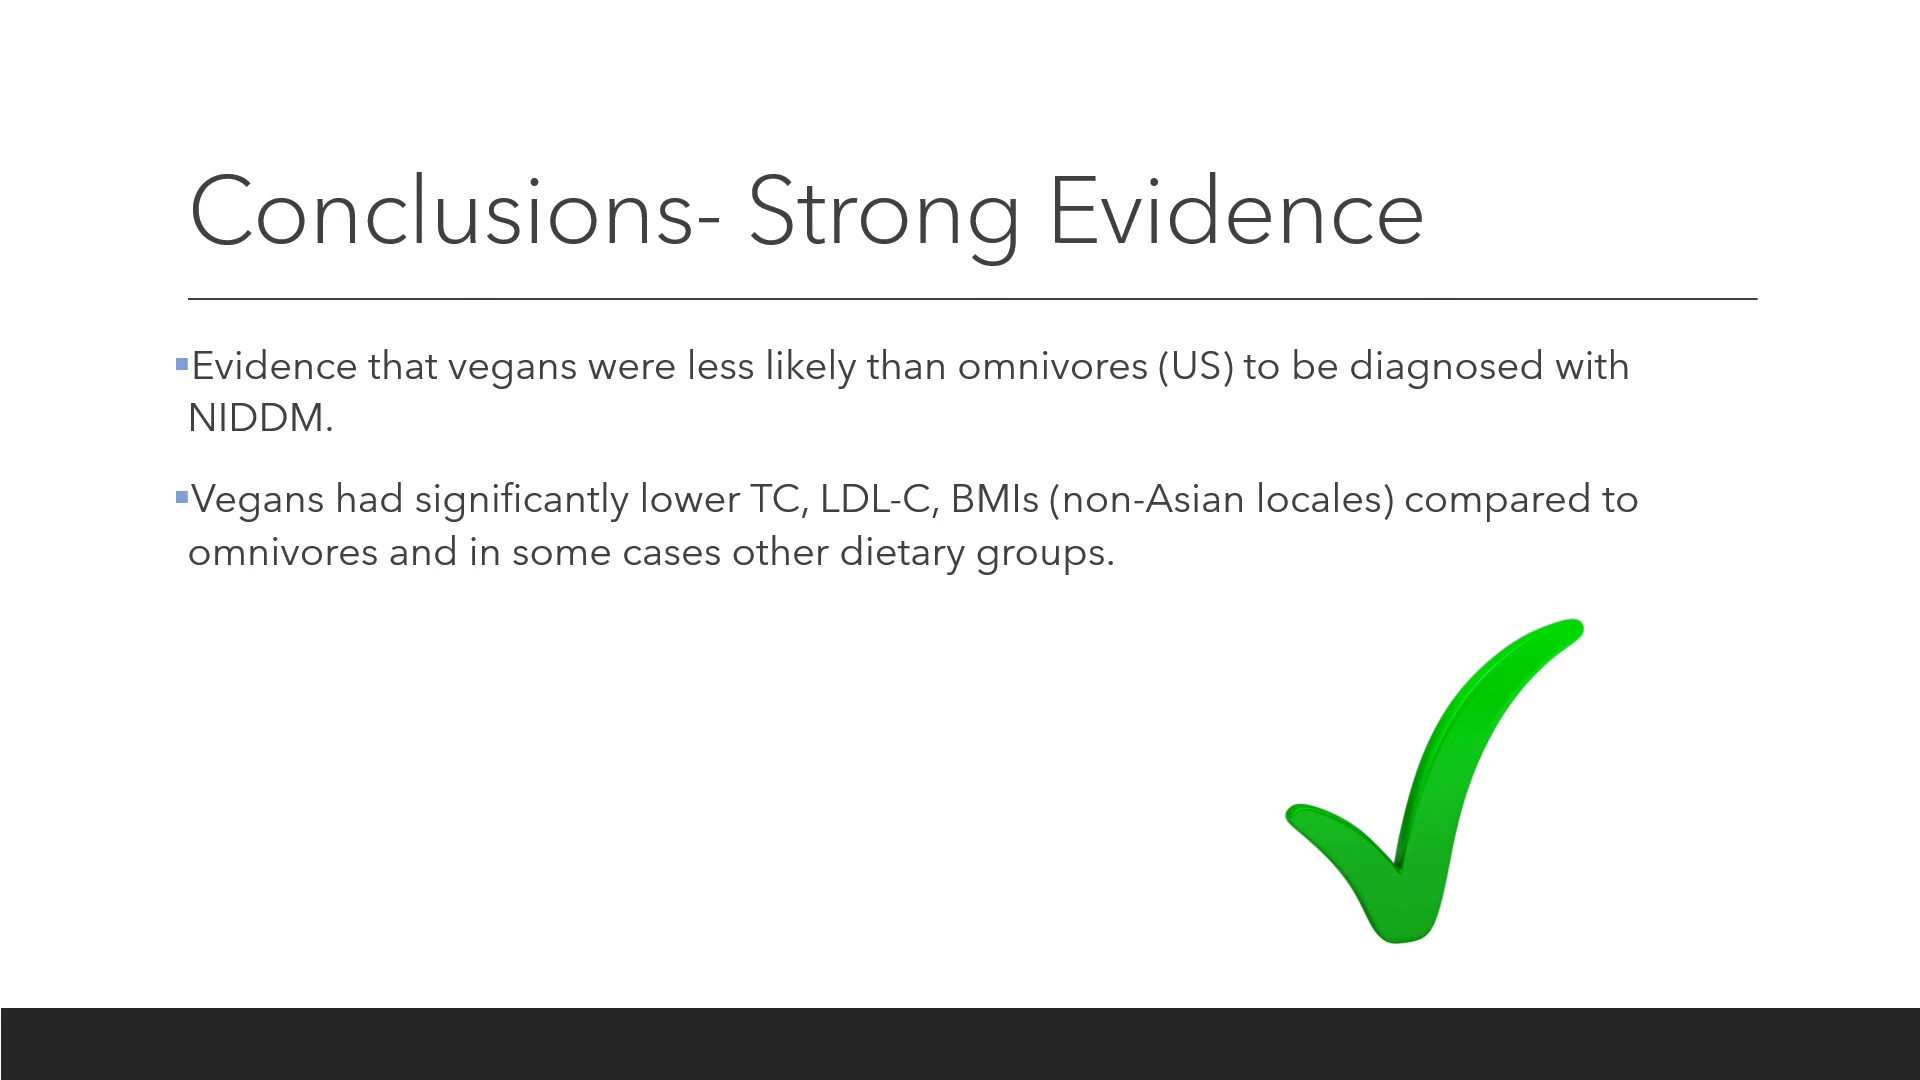 Conclusions- Strong Evidence
▪Evidence that vegans were less likely than omnivores (US) to be diagnosed with
NIDDM.
▪Vegans had significantly lower TC, LDL-C, BMIs (non-Asian locales) compared to
omnivores and in some cases other dietary groups.